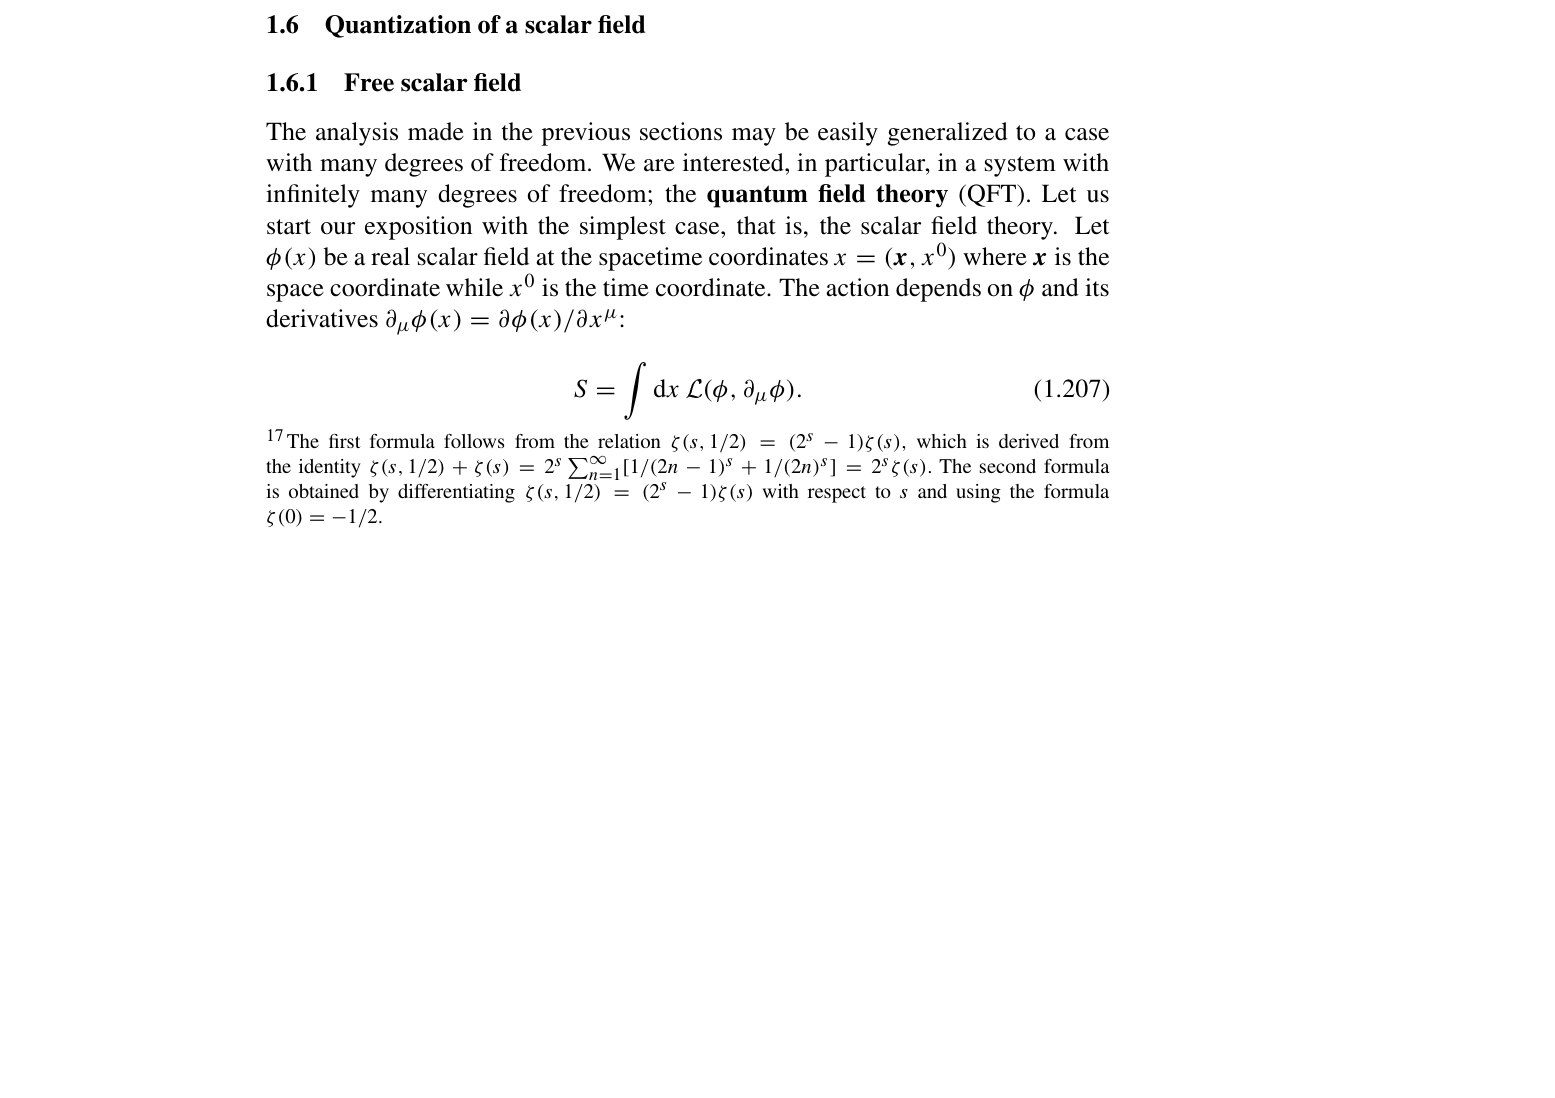 1.6 Quantization of a scalar field
1.6.1 Free scalar field
The analysis made in the previous sections may be easily generalized to a case
with many degrees of freedom. We are interested, in particular, in a system with
infinitely many degrees of freedom; the quantum field theory (QFT). Let us
start our exposition with the simplest case, that is, the scalar field theory. Let
ϕ(x) be a real scalar field at the spacetime coordinates x = (𝒙, x⁰) where 𝒙 is the
space coordinate while x⁰ is the time coordinate. The action depends on ϕ and its
derivatives ∂_μϕ(x) = ∂ϕ(x)/∂x^μ:
S = ∫ dx ℒ(ϕ, ∂_μϕ). (1.207)
¹⁷ The first formula follows from the relation ζ(s, 1/2) = (2^s − 1)ζ(s), which is derived from
the identity ζ(s, 1/2) + ζ(s) = 2^s ∑_{n=1}^∞ [1/(2n − 1)^s + 1/(2n)^s] = 2^s ζ(s). The second formula
is obtained by differentiating ζ(s, 1/2) = (2^s − 1)ζ(s) with respect to s and using the formula
ζ(0) = −1/2.